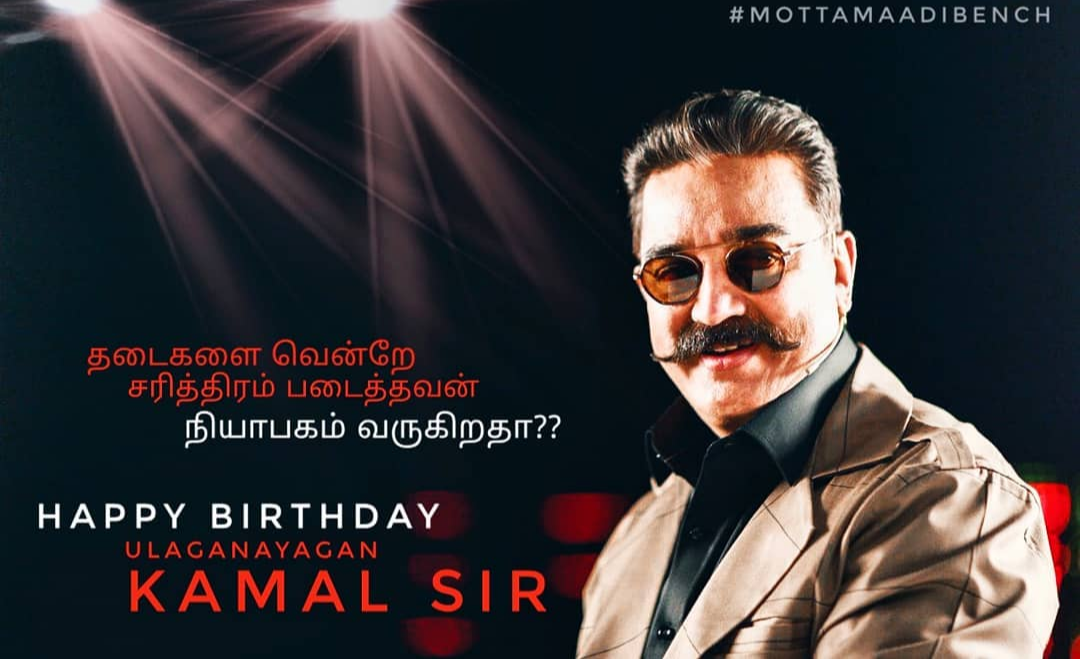 #MOTTAMAADIBENCH
தடைகளை வென்றே
சரித்திரம் படைத்தவன்
நியாபகம் வருகிறதா??
HAPPY BIRTHDAY
ULAGANAYAGAN
KAMAL SIR